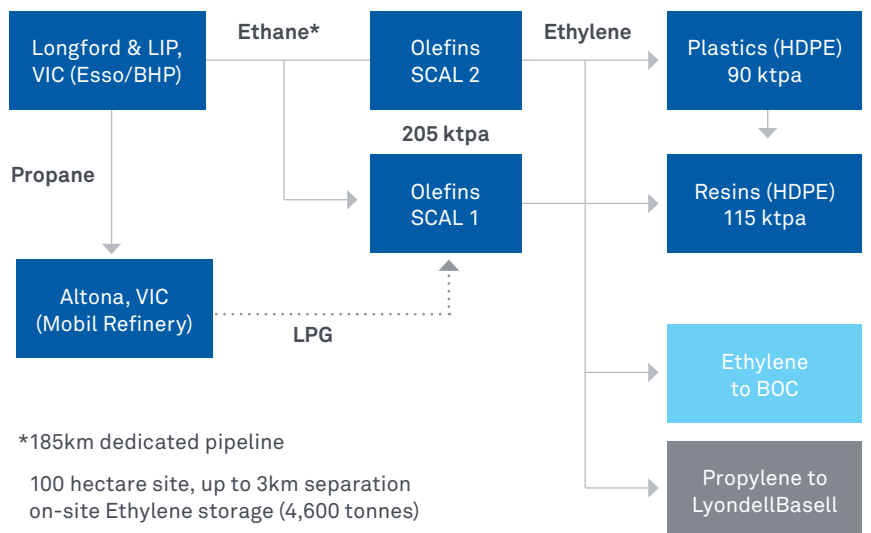 Longford & LIP,
VIC (Esso/BHP)
Ethane*
Olefins
SCAL 2
Ethylene
Plastics (HDPE)
90 ktpa
205 ktpa
Propane
Olefins
SCAL 1
Resins (HDPE)
115 ktpa
Altona, VIC
(Mobil Refinery)
LPG
Ethylene
to BOC
*185km dedicated pipeline
100 hectare site, up to 3km separation
on-site Ethylene storage (4,600 tonnes)
Propylene to
LyondellBasell